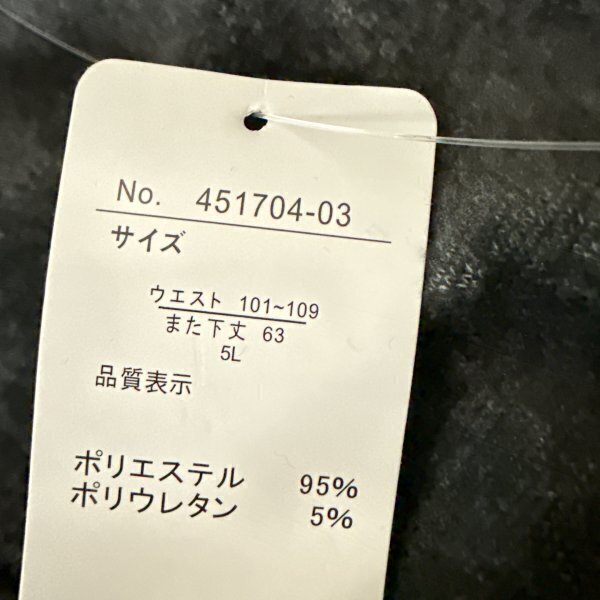 No. 451704-03
サイズ
ウエスト 101~109
また下丈 63
5L
品質表示
ポリエステル 95%
ポリウレタン 5%